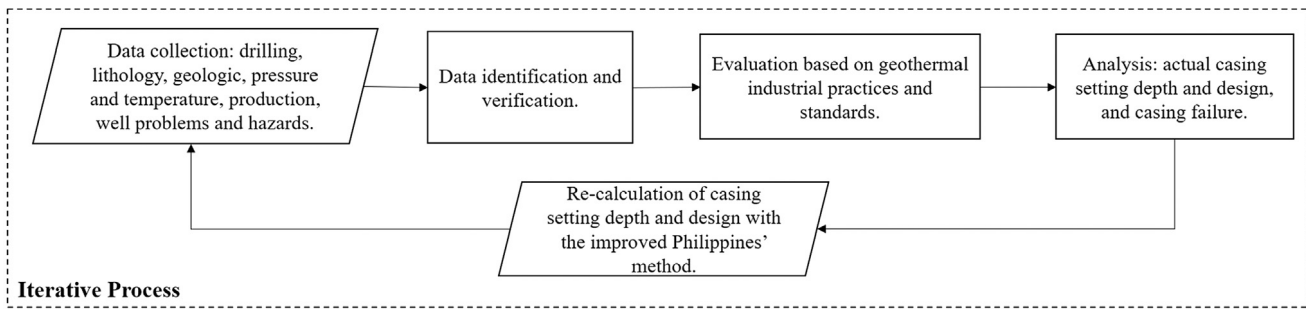 Data collection: drilling,
lithology, geologic, pressure
and temperature, production,
well problems and hazards.
Data identification and
verification.
Evaluation based on geothermal
industrial practices and
standards.
Analysis: actual casing
setting depth and design,
and casing failure.
Re-calculation of casing
setting depth and design with
the improved Philippines’
method.
Iterative Process